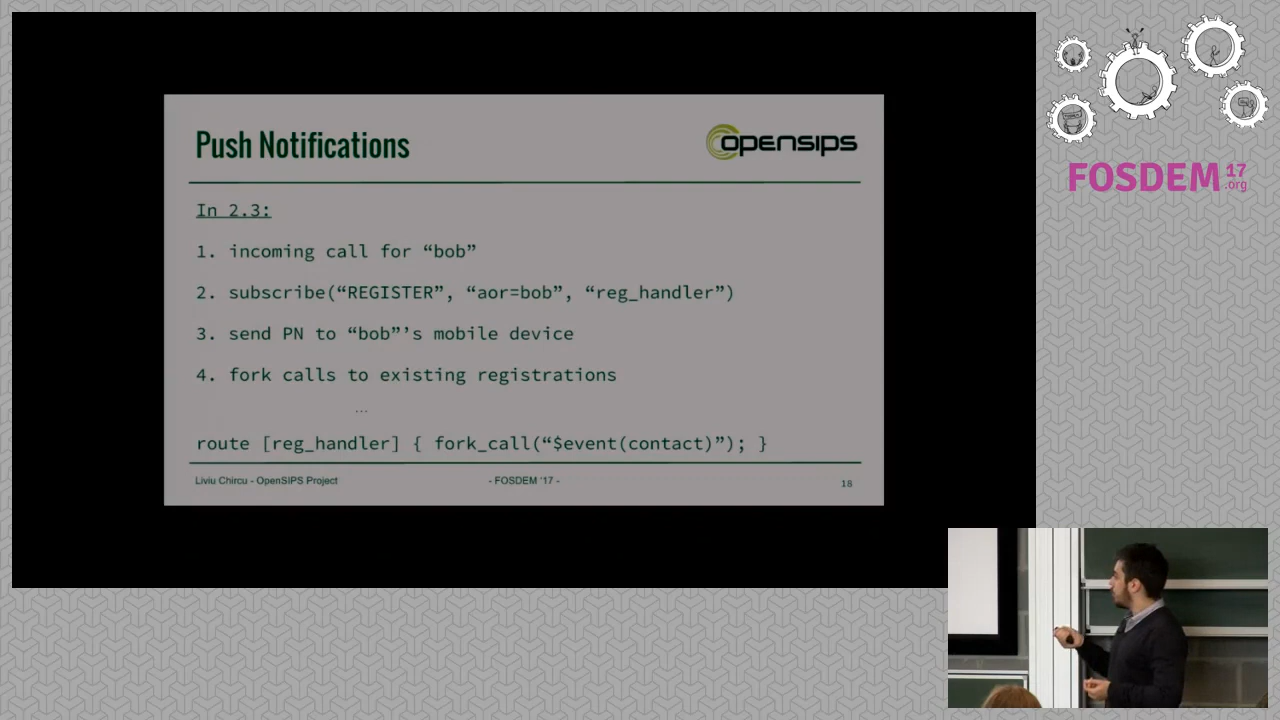 Push Notifications
opensips
In 2.3:
1. incoming call for “bob”
2. subscribe(“REGISTER”, “aor=bob”, “reg_handler”)
3. send PN to “bob”’s mobile device
4. fork calls to existing registrations
...
route [reg_handler] { fork_call(“$event(contact)”); }
Liviu Chircu - OpenSIPS Project
- FOSDEM '17 -
18
FOSDEM 17
.org